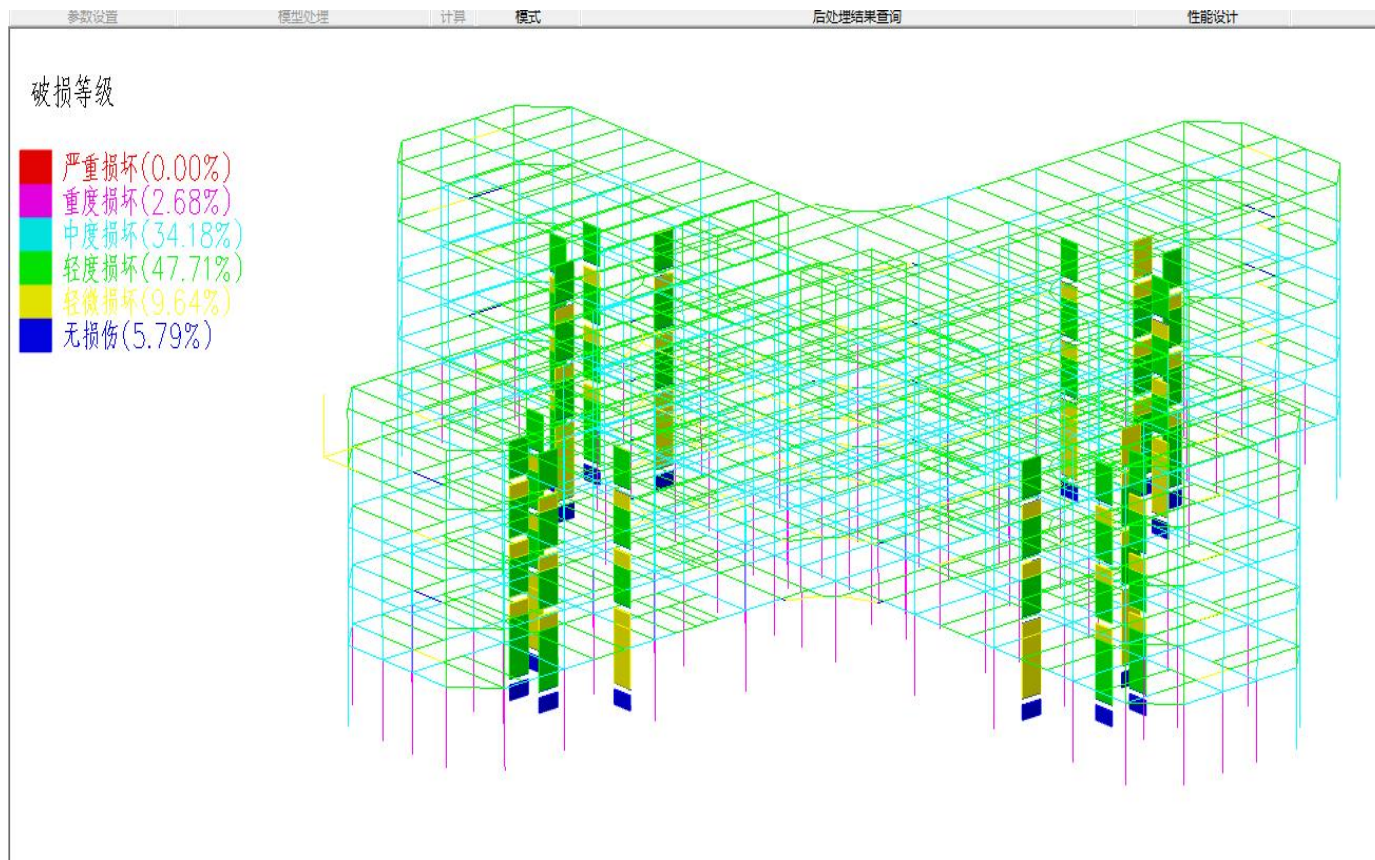 参数设置 模型处理 计算 模式 后处理结果查询 性能设计
破损等级
严重损坏(0.00%)
重度损坏(2.68%)
中度损坏(34.18%)
轻度损坏(47.71%)
轻微损坏(9.64%)
无损伤(5.79%)